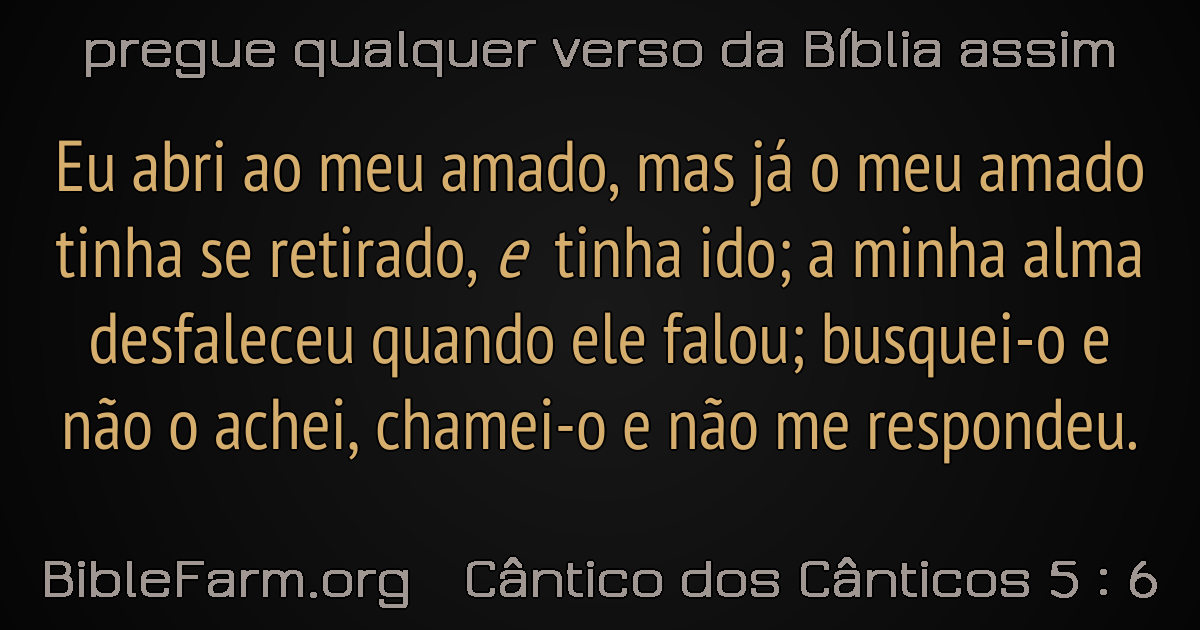 pregue qualquer verso da Bíblia assim
Eu abri ao meu amado, mas já o meu amado
tinha se retirado, e tinha ido; a minha alma
desfaleceu quando ele falou; busquei-o e
não o achei, chamei-o e não me respondeu.
BibleFarm.org Cântico dos Cânticos 5 : 6